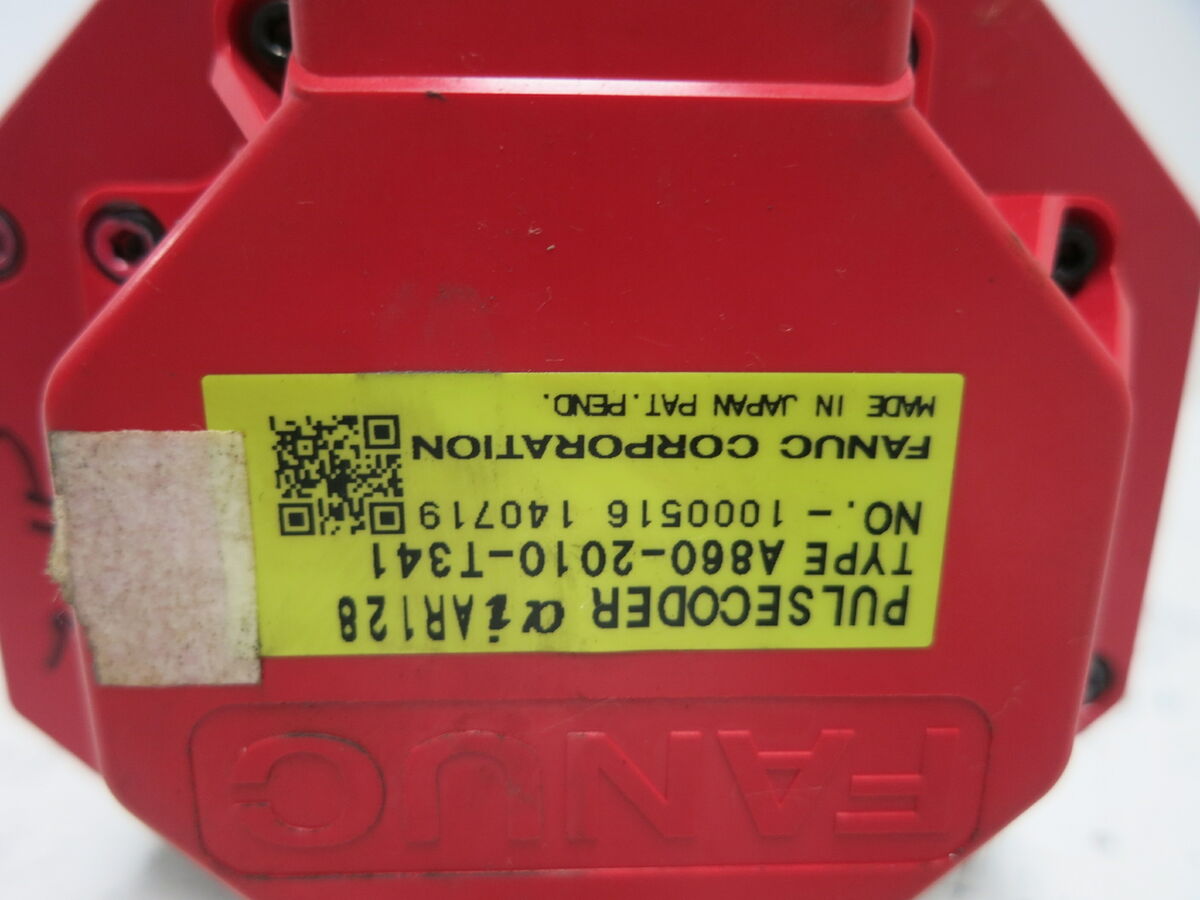 FANUC
PULSECODER αiAR128
TYPE A860-2010-T341
NO. - 1000516 140719
FANUC CORPORATION
MADE IN JAPAN PAT.PEND.